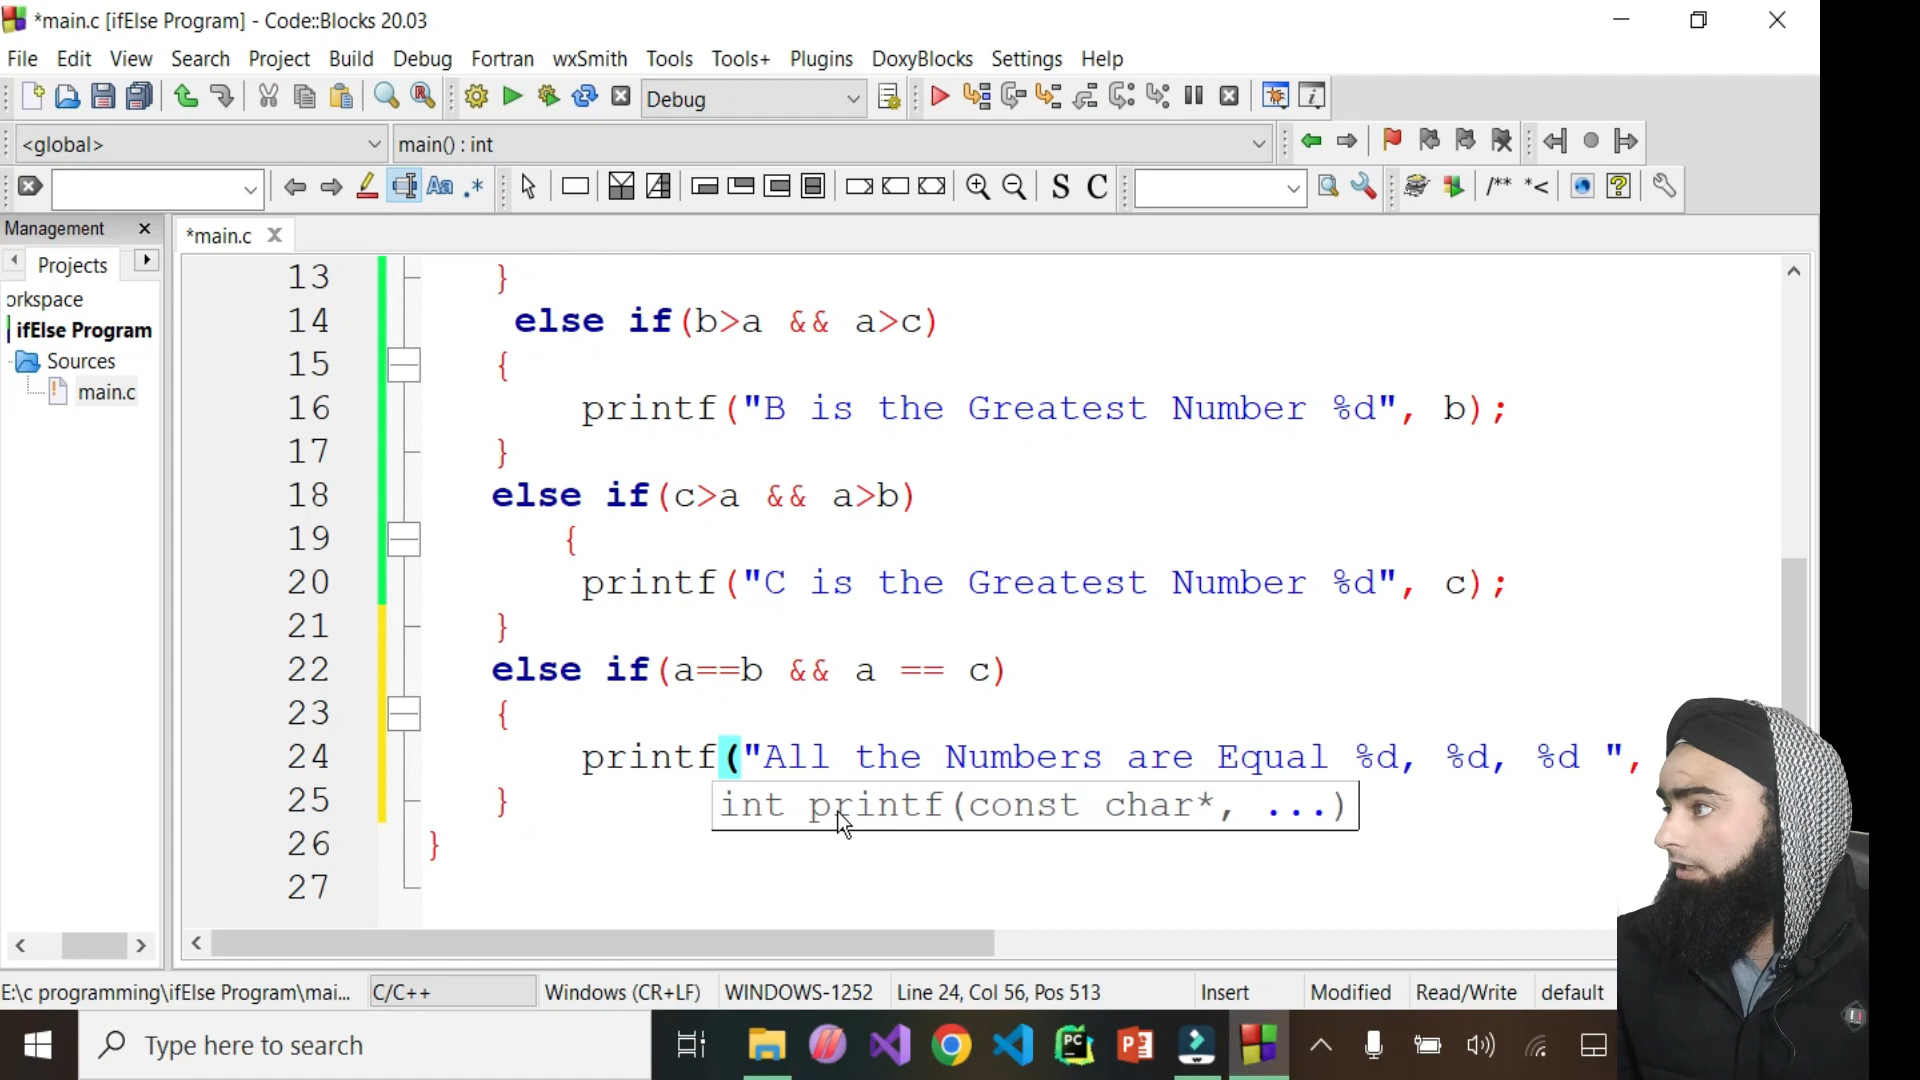 *main.c [ifElse Program] - Code::Blocks 20.03
File Edit View Search Project Build Debug Fortran wxSmith Tools Tools+ Plugins DoxyBlocks Settings Help
Debug
<global> main() : int
Aa .* S C /** *<
Management
*main.c
Projects
orkspace
ifElse Program
Sources
main.c
13 }
14 else if(b>a && a>c)
15 {
16 printf("B is the Greatest Number %d", b);
17 }
18 else if(c>a && a>b)
19 {
20 printf("C is the Greatest Number %d", c);
21 }
22 else if(a==b && a == c)
23 {
24 printf("All the Numbers are Equal %d, %d, %d ",
int printf(const char*, ...)
25 }
26 }
27
E:\c programming\ifElse Program\mai... C/C++ Windows (CR+LF) WINDOWS-1252 Line 24, Col 56, Pos 513 Insert Modified Read/Write default
Type here to search
PC